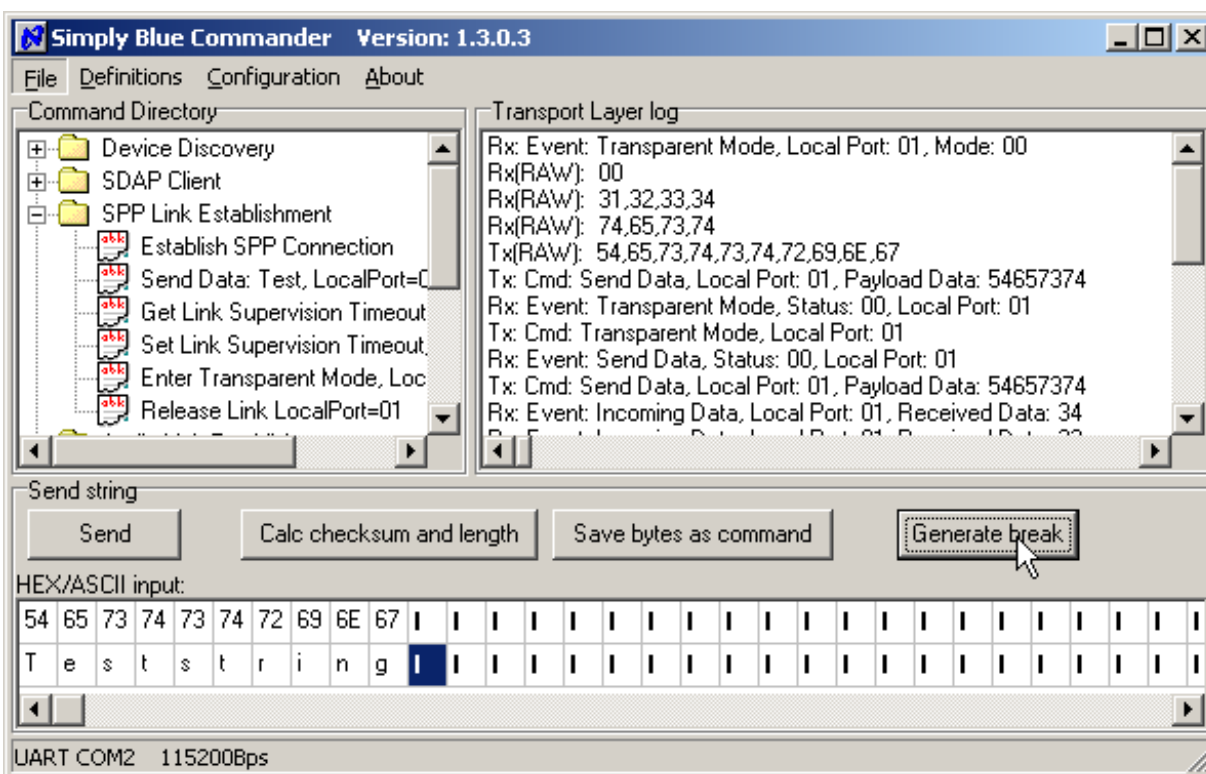 Simply Blue Commander Version: 1.3.0.3
File Definitions Configuration About
Command Directory
Device Discovery
SDAP Client
SPP Link Establishment
Establish SPP Connection
Send Data: Test, LocalPort=
Get Link Supervision Timeout
Set Link Supervision Timeout,
Enter Transparent Mode, Loc
Release Link LocalPort=01
Transport Layer log
Rx: Event: Transparent Mode, Local Port: 01, Mode: 00
Rx(RAW): 00
Rx(RAW): 31,32,33,34
Rx(RAW): 74,65,73,74
Tx(RAW): 54,65,73,74,73,74,72,69,6E,67
Tx: Cmd: Send Data, Local Port: 01, Payload Data: 54657374
Rx: Event: Transparent Mode, Status: 00, Local Port: 01
Tx: Cmd: Transparent Mode, Local Port: 01
Rx: Event: Send Data, Status: 00, Local Port: 01
Tx: Cmd: Send Data, Local Port: 01, Payload Data: 54657374
Rx: Event: Incoming Data, Local Port: 01, Received Data: 34
Send string
Send Calc checksum and length Save bytes as command Generate break
HEX/ASCII input:
54 65 73 74 73 74 72 69 6E 67
T e s t s t r i n g
UART COM2 115200Bps